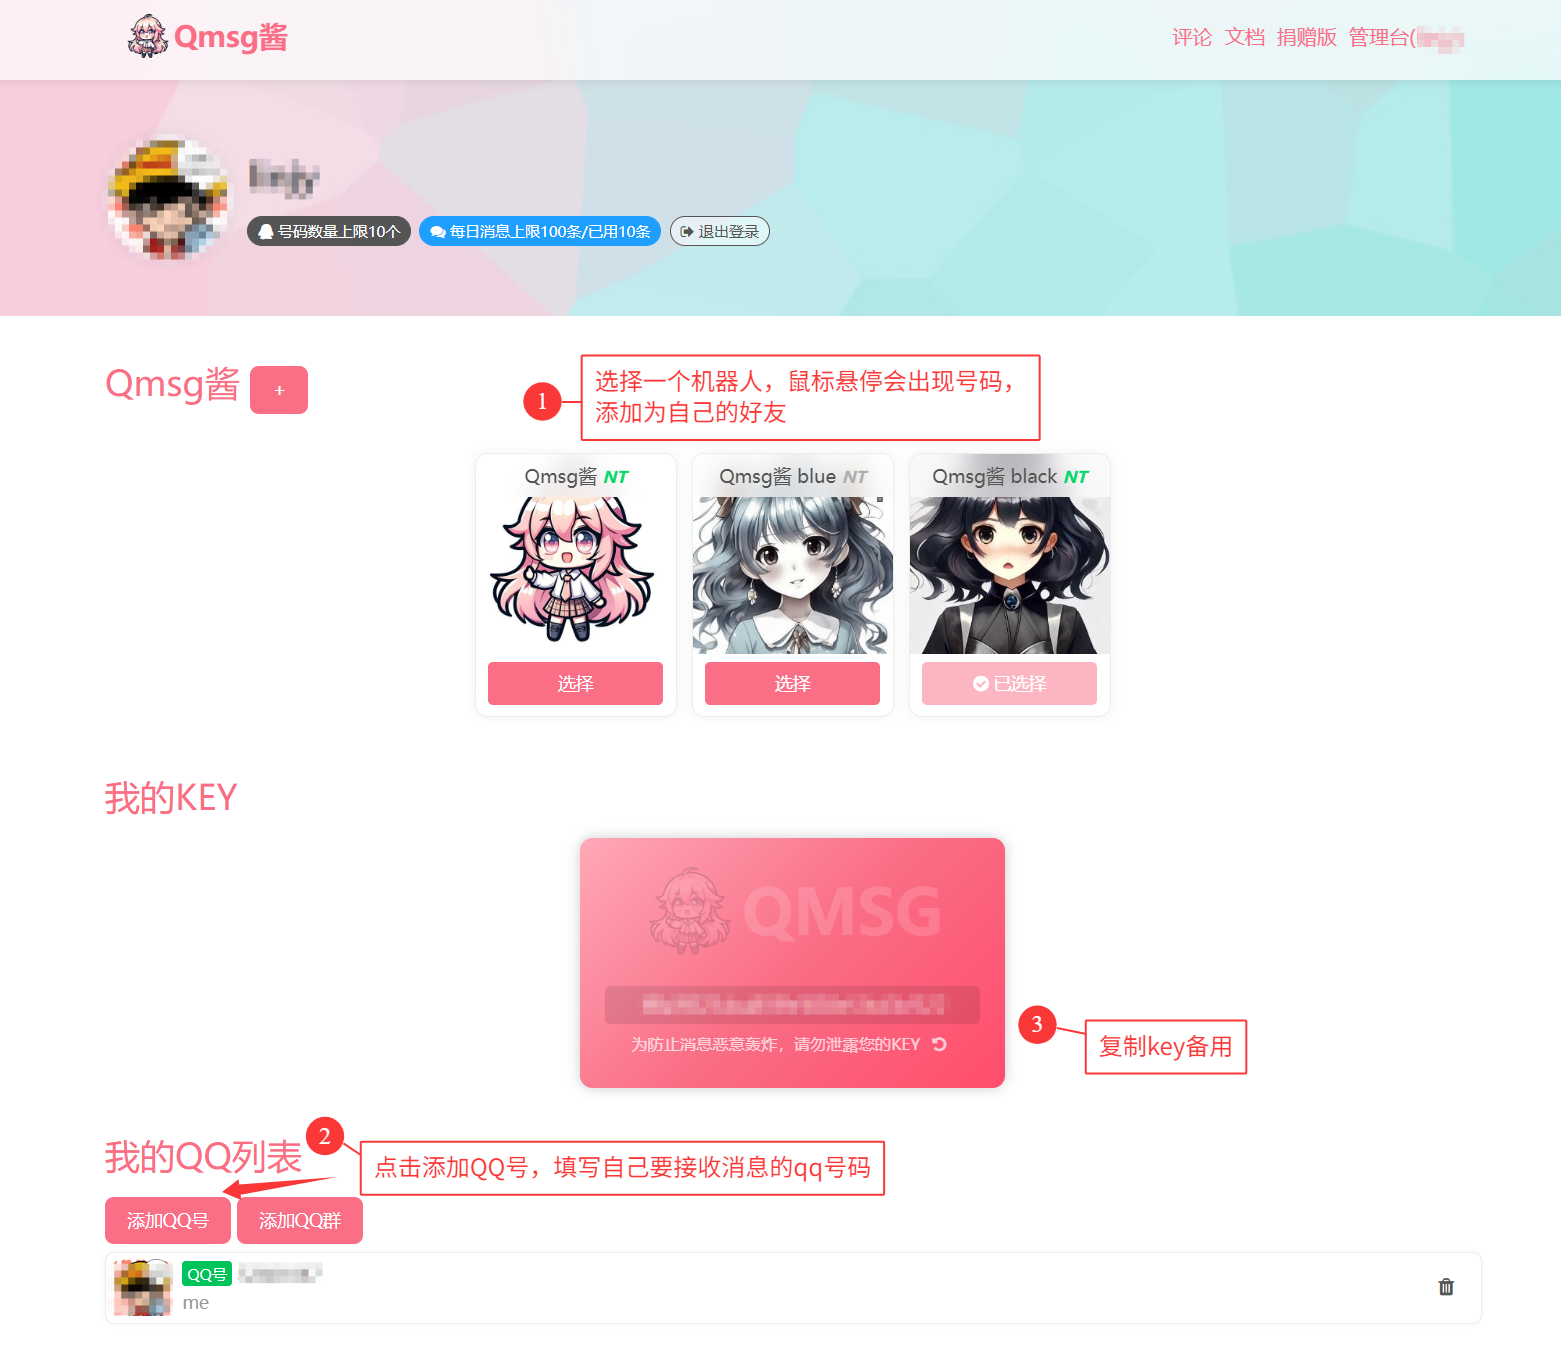 Qmsg酱
评论 文档 捐赠版 管理台(
号码数量上限10个
每日消息上限100条/已用10条
退出登录
Qmsg酱 +
1
选择一个机器人，鼠标悬停会出现号码，
添加为自己的好友
Qmsg酱 NT
Qmsg酱 blue NT
Qmsg酱 black NT
选择
选择
已选择
我的KEY
QMSG
为防止消息恶意轰炸，请勿泄露您的KEY
3
复制key备用
我的QQ列表
2
点击添加QQ号，填写自己要接收消息的qq号码
添加QQ号
添加QQ群
QQ号
me